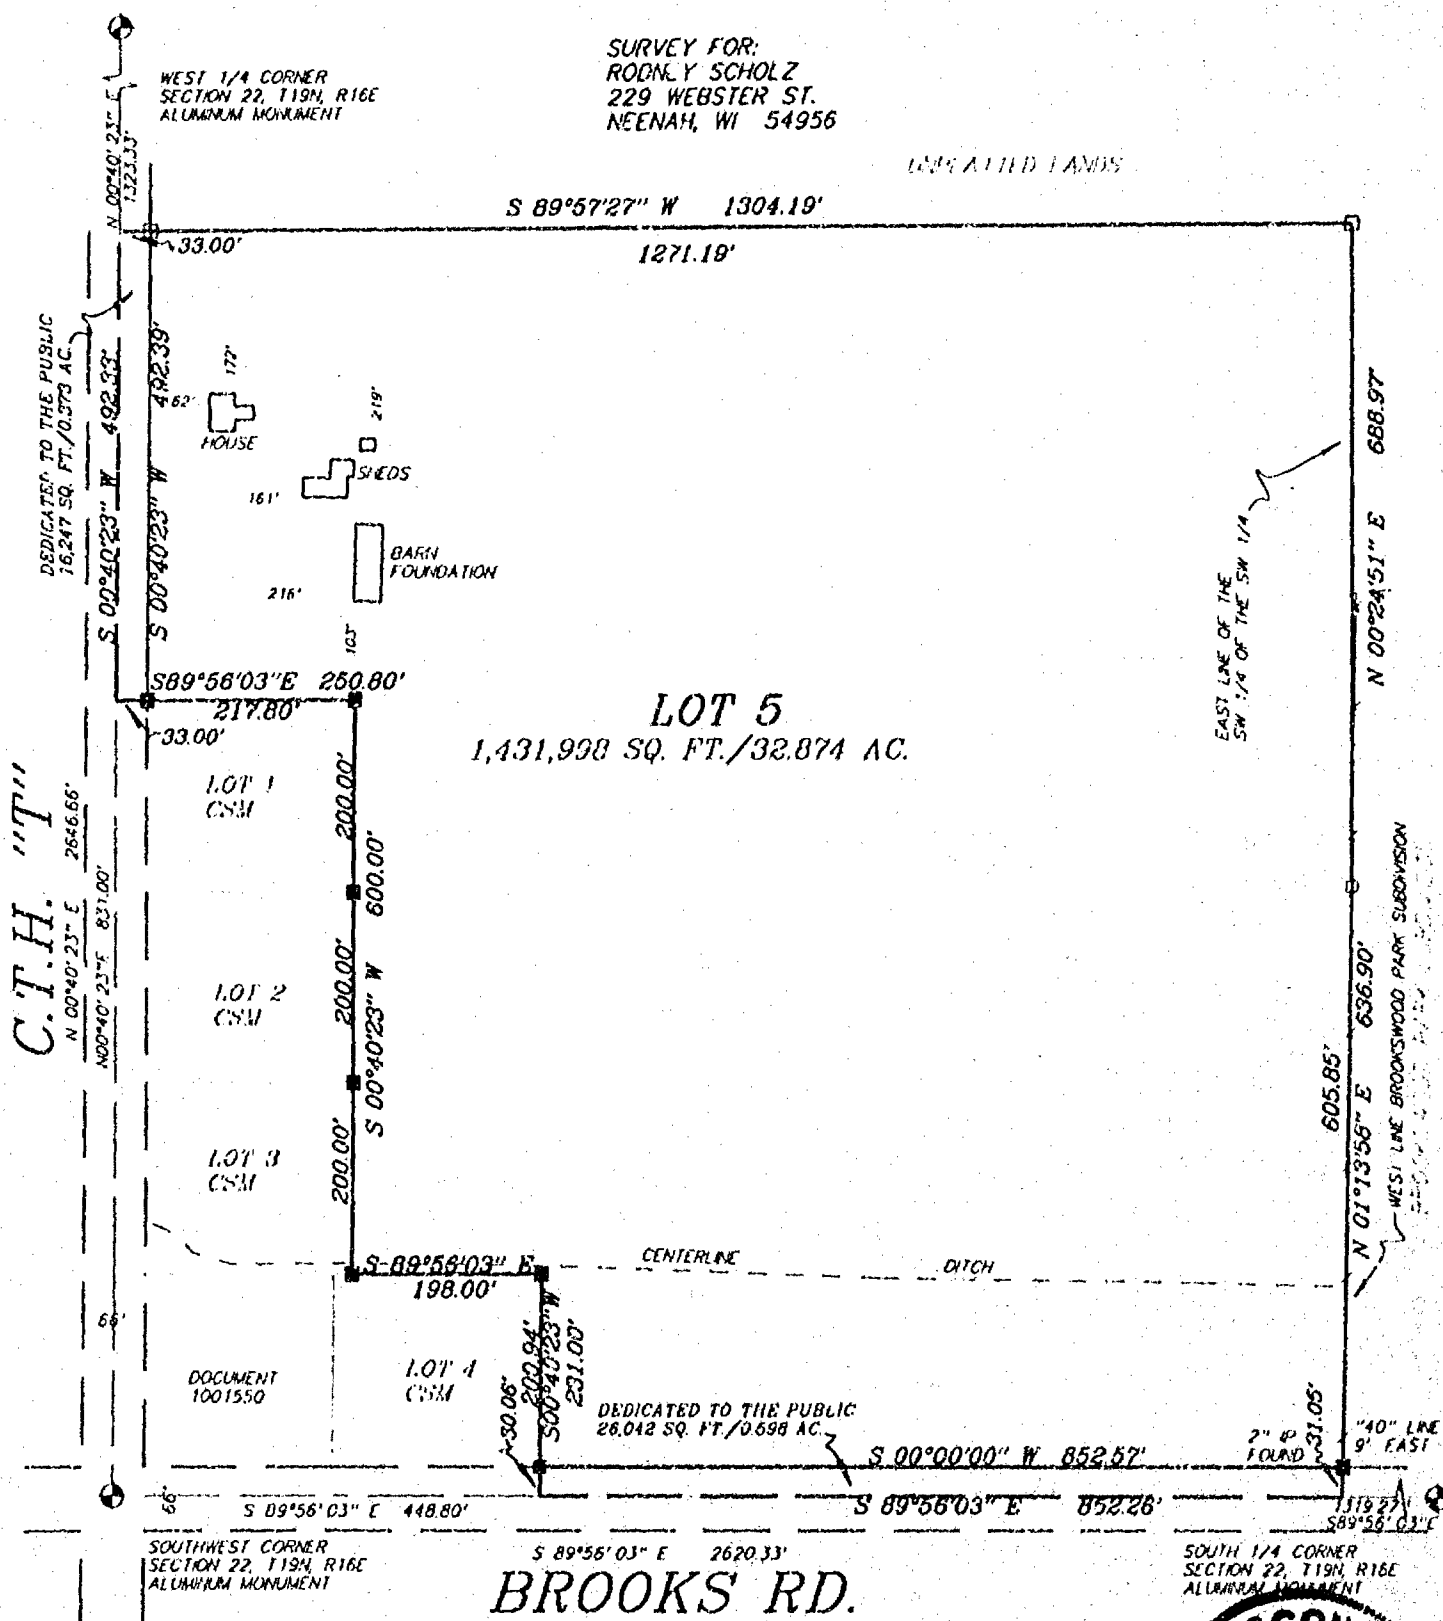 SURVEY FOR:
RODNEY SCHOLZ
229 WEBSTER ST.
NEENAH, WI 54956
WEST 1/4 CORNER
SECTION 22, T19N, R16E
ALUMINUM MONUMENT
N 00°40'23" E
1323.33'
UNPLATTED LANDS
S 89°57'27" W 1304.19'
1271.19'
33.00'
DEDICATED TO THE PUBLIC
16,247 SQ. FT./0.373 AC.
S 00°40'23" W 492.33'
S 00°40'23" W 492.39'
172'
62'
HOUSE
219'
SHEDS
161'
BARN
FOUNDATION
216'
103'
EAST LINE OF THE
SW 1/4 OF THE SW 1/4
N 00°24'51" E 688.97'
S89°56'03"E 250.80'
217.80'
33.00'
LOT 5
1,431,998 SQ. FT./32.874 AC.
C.T.H. "T"
N 00°40'23" E 2646.66'
N00°40'23"E 831.00'
LOT 1
CSM
200.00'
600.00'
LOT 2
CSM
200.00'
S 00°40'23" W
LOT 3
CSM
200.00'
605.85'
N 01°13'58" E 636.90'
WEST LINE BROOKSWOOD PARK SUBDIVISION
S 89°56'03" E
198.00'
CENTERLINE
DITCH
66'
DOCUMENT
1001550
LOT 4
CSM
30.06'
200.94'
S00°40'23"W
231.00'
DEDICATED TO THE PUBLIC
26,042 SQ. FT./0.598 AC.
S 00°00'00" W 852.57'
2" IP
FOUND
31.05'
"40" LINE
9' EAST
66'
S 89°56'03" E 448.80'
S 89°56'03" E 852.26'
1319.27'
S89°56'03"E
SOUTHWEST CORNER
SECTION 22, T19N, R16E
ALUMINUM MONUMENT
S 89°56'03" E 2620.33'
BROOKS RD.
SOUTH 1/4 CORNER
SECTION 22, T19N, R16E
ALUMINUM MONUMENT